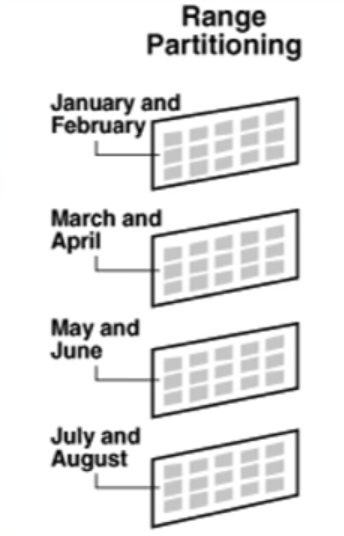 Range
Partitioning
January and
February
March and
April
May and
June
July and
August